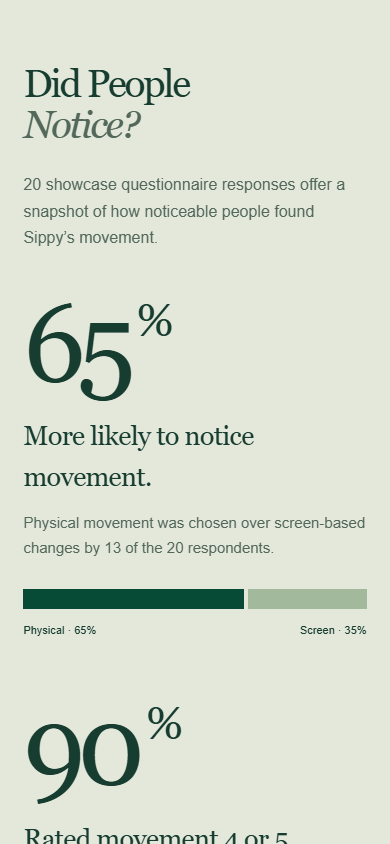 Did People
Notice?
20 showcase questionnaire responses offer a
snapshot of how noticeable people found
Sippy’s movement.
65%
More likely to notice
movement.
Physical movement was chosen over screen-based
changes by 13 of the 20 respondents.
Physical · 65%
Screen · 35%
90%
Rated movement 4 or 5